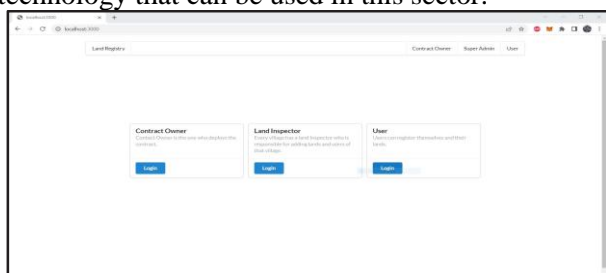 technology that can be used in this sector.
localhost:3000
localhost:3000
Land Registry Contract Owner Super Admin User
Contract Owner
Contract Owner is the one who deploys the
contract.
Login
Land Inspector
Every village has a land Inspector who is
responsible for adding lands and users of
that village.
Login
User
Users can register themselves and their
lands.
Login